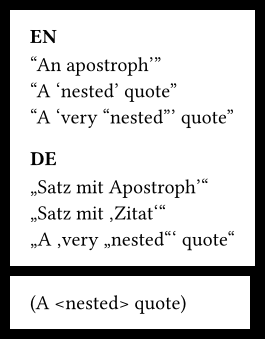 EN
“An apostroph’”
“A ‘nested’ quote”
“A ‘very “nested”’ quote”
DE
„Satz mit Apostroph’“
„Satz mit ‚Zitat‘“
„A ‚very „nested“‘ quote“
(A <nested> quote)